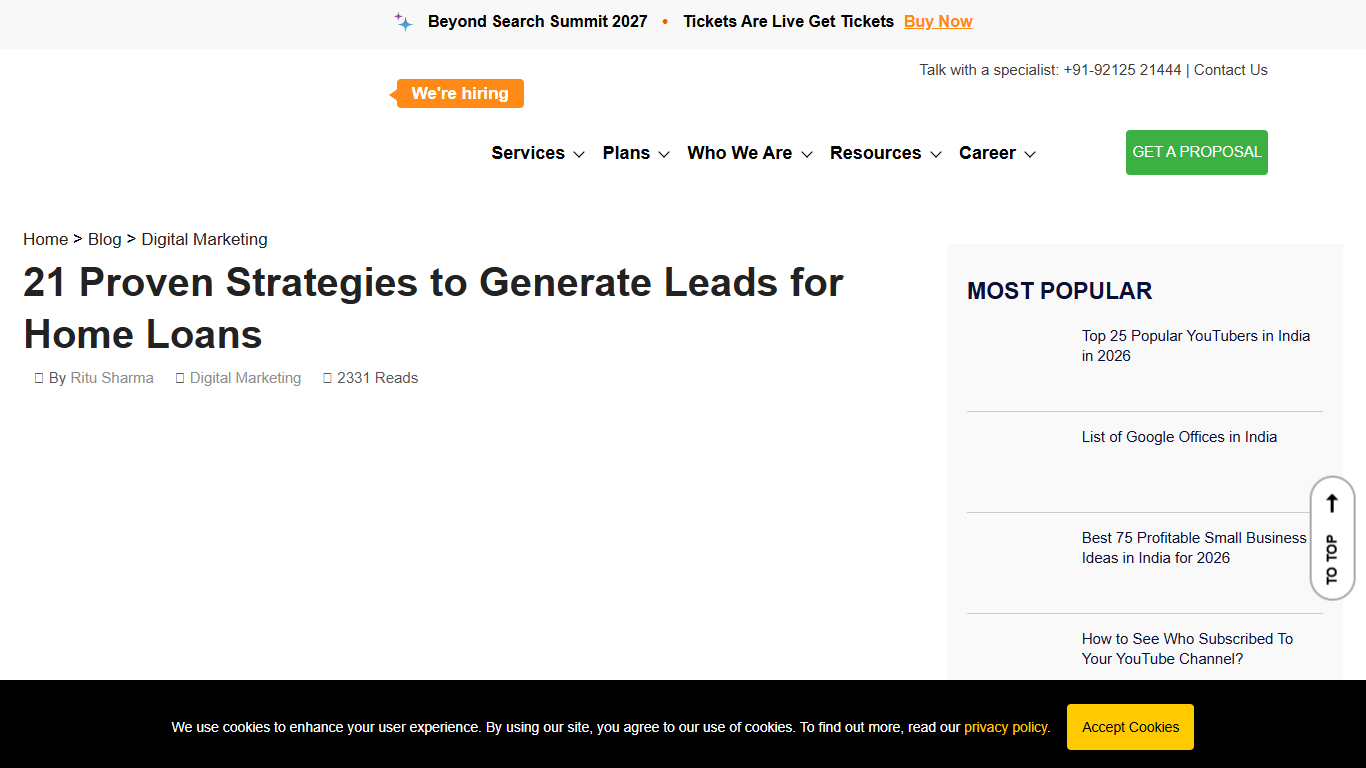 Beyond Search Summit 2027 • Tickets Are Live Get Tickets Buy Now
Talk with a specialist: +91-92125 21444 | Contact Us
We're hiring
Services Plans Who We Are Resources Career
GET A PROPOSAL
Home > Blog > Digital Marketing
21 Proven Strategies to Generate Leads for
Home Loans
By Ritu Sharma Digital Marketing 2331 Reads
MOST POPULAR
Top 25 Popular YouTubers in India
in 2026
List of Google Offices in India
Best 75 Profitable Small Business
Ideas in India for 2026
How to See Who Subscribed To
Your YouTube Channel?
TO TOP
We use cookies to enhance your user experience. By using our site, you agree to our use of cookies. To find out more, read our privacy policy.
Accept Cookies